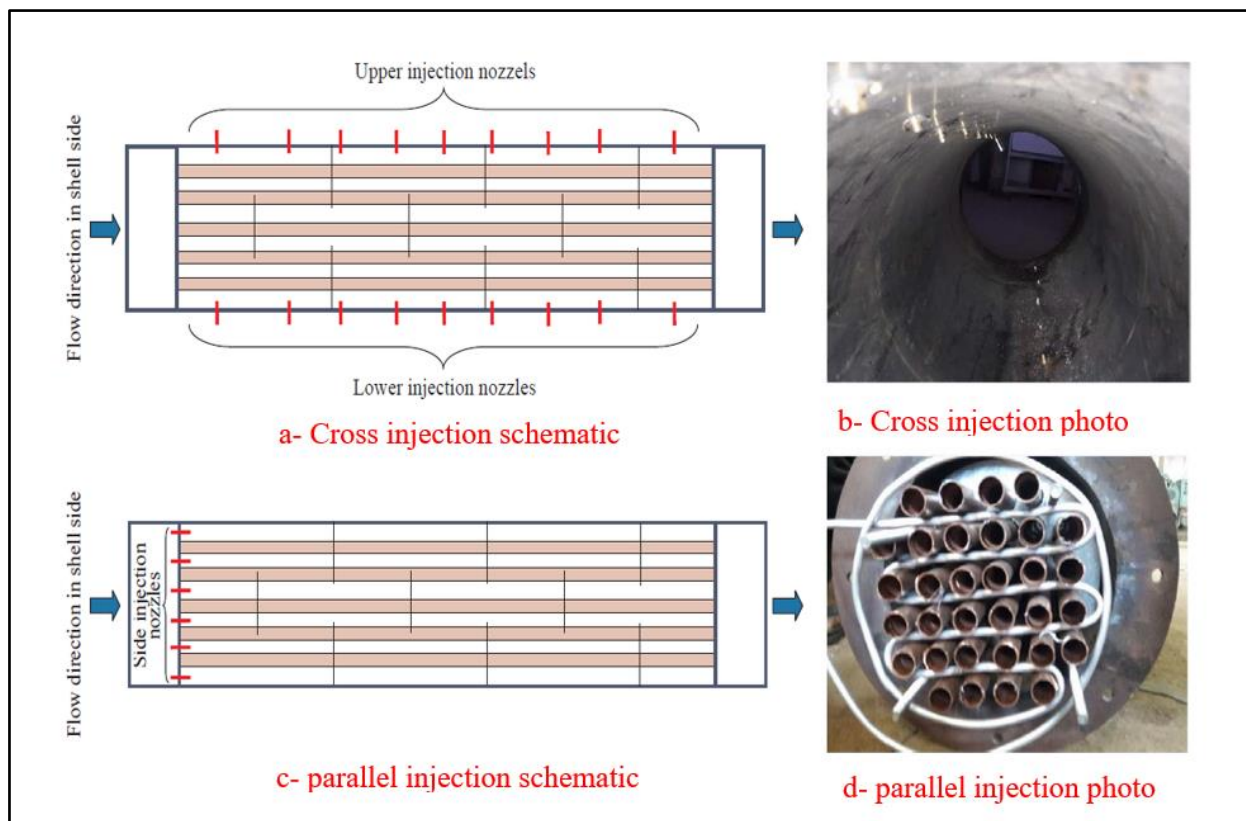 Upper injection nozzels
Flow direction in shell side
Lower injection nozzles
a- Cross injection schematic
b- Cross injection photo
Flow direction in shell side
Side injection
nozzles
c- parallel injection schematic
d- parallel injection photo